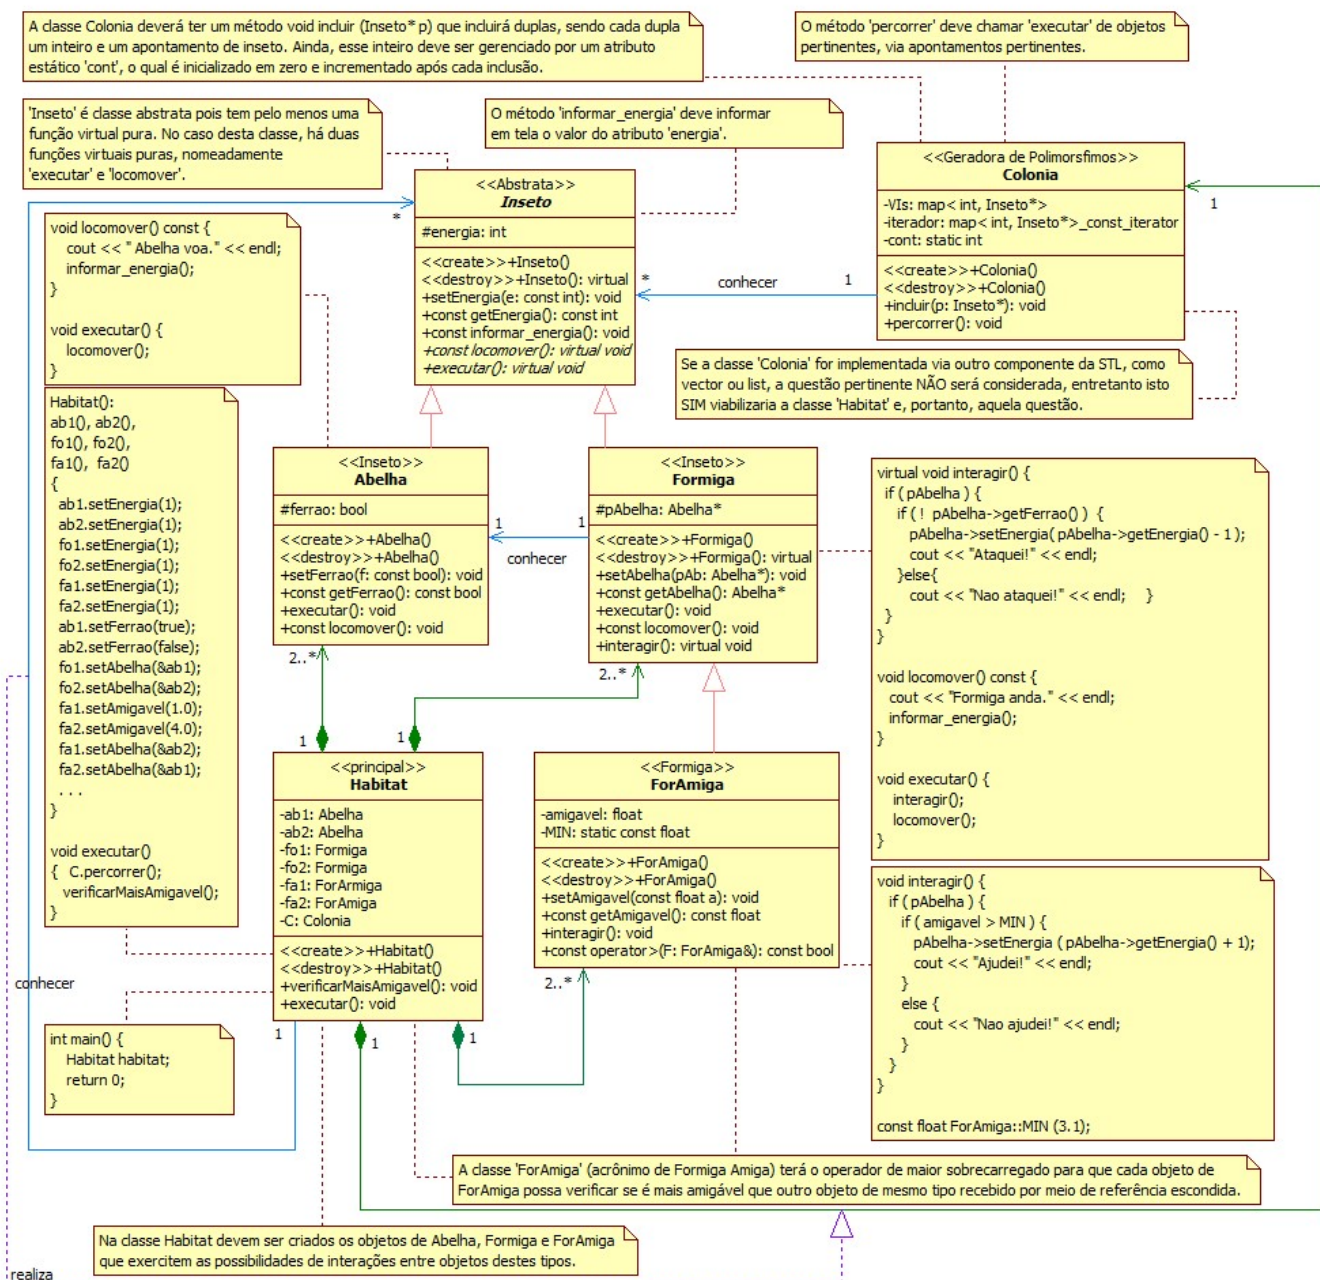 A classe Colonia deverá ter um método void incluir (Inseto* p) que incluirá duplas, sendo cada dupla
um inteiro e um apontamento de inseto. Ainda, esse inteiro deve ser gerenciado por um atributo
estático 'cont', o qual é inicializado em zero e incrementado após cada inclusão.
O método 'percorrer' deve chamar 'executar' de objetos
pertinentes, via apontamentos pertinentes.
'Inseto' é classe abstrata pois tem pelo menos uma
função virtual pura. No caso desta classe, há duas
funções virtuais puras, nomeadamente
'executar' e 'locomover'.
O método 'informar_energia' deve informar
em tela o valor do atributo 'energia'.
<<Geradora de Polimorsfimos>>
Colonia
-VIs: map< int, Inseto*>
-iterador: map< int, Inseto*>_const_iterator
-cont: static int
<<create>>+Colonia()
<<destroy>>+Colonia()
+incluir(p: Inseto*): void
+percorrer(): void
1
<<Abstrata>>
Inseto
#energia: int
<<create>>+Inseto()
<<destroy>>+Inseto(): virtual
+setEnergia(e: const int): void
+const getEnergia(): const int
+const informar_energia(): void
+const locomover(): virtual void
+executar(): virtual void
*
*
conhecer
1
void locomover() const {
cout << " Abelha voa." << endl;
informar_energia();
}
void executar() {
locomover();
}
Se a classe 'Colonia' for implementada via outro componente da STL, como
vector ou list, a questão pertinente NÃO será considerada, entretanto isto
SIM viabilizaria a classe 'Habitat' e, portanto, aquela questão.
Habitat():
ab1(), ab2(),
fo1(), fo2(),
fa1(), fa2()
{
ab1.setEnergia(1);
ab2.setEnergia(1);
fo1.setEnergia(1);
fo2.setEnergia(1);
fa1.setEnergia(1);
fa2.setEnergia(1);
ab1.setFerrao(true);
ab2.setFerrao(false);
fo1.setAbelha(&ab1);
fo2.setAbelha(&ab2);
fa1.setAmigavel(1.0);
fa2.setAmigavel(4.0);
fa1.setAbelha(&ab2);
fa2.setAbelha(&ab1);
. . .
}
void executar()
{ C.percorrer();
verificarMaisAmigavel();
}
<<Inseto>>
Abelha
#ferrao: bool
<<create>>+Abelha()
<<destroy>>+Abelha()
+setFerrao(f: const bool): void
+const getFerrao(): const bool
+executar(): void
+const locomover(): void
1
conhecer
1
<<Inseto>>
Formiga
#pAbelha: Abelha*
<<create>>+Formiga()
<<destroy>>+Formiga(): virtual
+setAbelha(pAb: Abelha*): void
+const getAbelha(): Abelha*
+executar(): void
+const locomover(): void
+interagir(): virtual void
virtual void interagir() {
if ( pAbelha ) {
if ( ! pAbelha->getFerrao() ) {
pAbelha->setEnergia( pAbelha->getEnergia() - 1 );
cout << "Ataquei!" << endl;
}else{
cout << "Nao ataquei!" << endl; }
}
}
void locomover() const {
cout << "Formiga anda." << endl;
informar_energia();
}
void executar() {
interagir();
locomover();
}
2..*
2..*
1
1
<<principal>>
Habitat
-ab1: Abelha
-ab2: Abelha
-fo1: Formiga
-fo2: Formiga
-fa1: ForArmiga
-fa2: ForAmiga
-C: Colonia
<<create>>+Habitat()
<<destroy>>+Habitat()
+verificarMaisAmigavel(): void
+executar(): void
<<Formiga>>
ForAmiga
-amigavel: float
-MIN: static const float
<<create>>+ForAmiga()
<<destroy>>+ForAmiga()
+setAmigavel(const float a): void
+const getAmigavel(): const float
+interagir(): void
+const operator>(F: ForAmiga&): const bool
void interagir() {
if ( pAbelha ) {
if ( amigavel > MIN ) {
pAbelha->setEnergia ( pAbelha->getEnergia() + 1);
cout << "Ajudei!" << endl;
}
else {
cout << "Nao ajudei!" << endl;
}
}
}
const float ForAmiga::MIN (3.1);
conhecer
2..*
1
1
1
int main() {
Habitat habitat;
return 0;
}
A classe 'ForAmiga' (acrônimo de Formiga Amiga) terá o operador de maior sobrecarregado para que cada objeto de
ForAmiga possa verificar se é mais amigável que outro objeto de mesmo tipo recebido por meio de referência escondida.
Na classe Habitat devem ser criados os objetos de Abelha, Formiga e ForAmiga
que exercitem as possibilidades de interações entre objetos destes tipos.
realiza